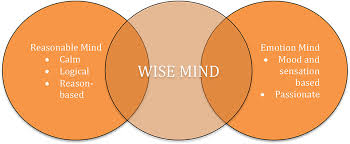 Reasonable Mind
• Calm
• Logical
• Reason-
based
WISE MIND
Emotion Mind
• Mood and
sensation
based
• Passionate